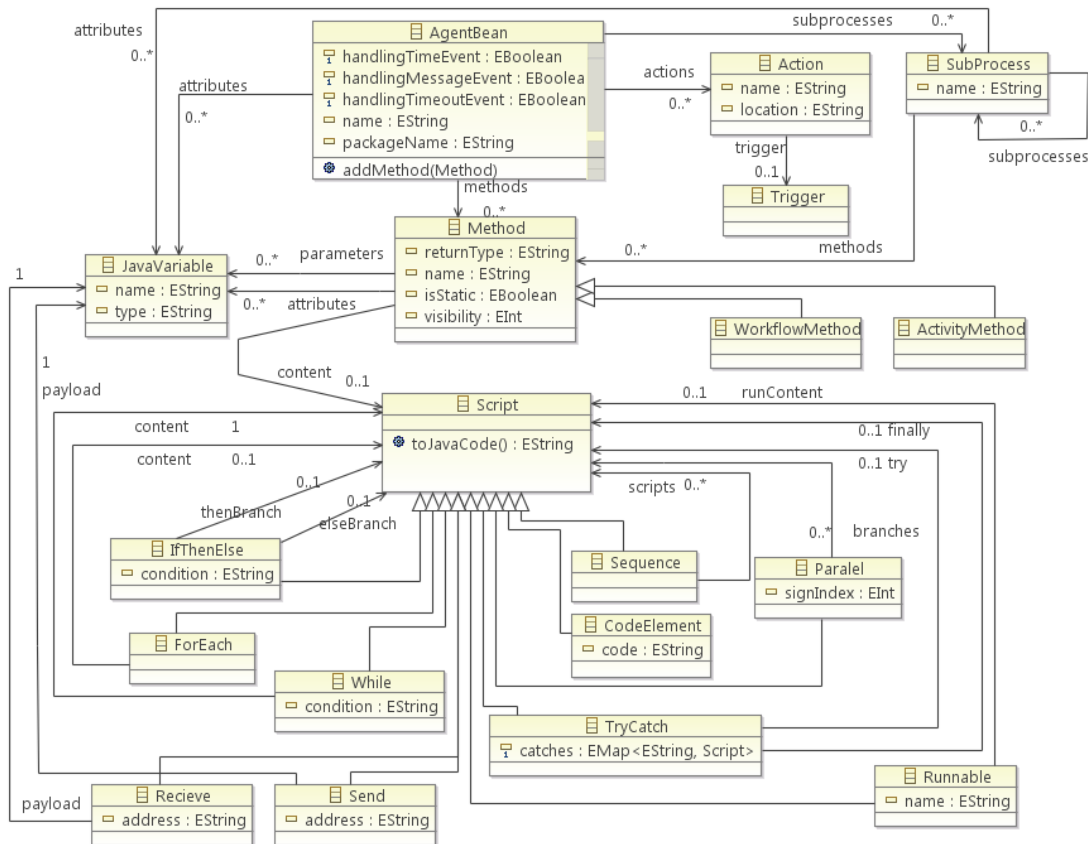 AgentBean
handlingTimeEvent : EBoolean
handlingMessageEvent : EBoolea
handlingTimeoutEvent : EBoolean
name : EString
packageName : EString
addMethod(Method)
attributes
0..*
attributes
0..*
subprocesses
0..*
actions
0..*
Action
name : EString
location : EString
SubProcess
name : EString
0..*
subprocesses
trigger
0..1
Trigger
methods
0..*
Method
returnType : EString
name : EString
isStatic : EBoolean
visibility : EInt
0..*
methods
JavaVariable
name : EString
type : EString
0..*
parameters
0..*
attributes
1
1
payload
WorkflowMethod
ActivityMethod
content
0..1
Script
toJavaCode() : EString
0..1
runContent
0..1 finally
0..1 try
content
1
content
0..1
0..1
thenBranch
0..1
elseBranch
scripts
0..*
0..*
branches
IfThenElse
condition : EString
Sequence
Paralel
signIndex : EInt
ForEach
CodeElement
code : EString
While
condition : EString
TryCatch
catches : EMap<EString, Script>
Runnable
name : EString
payload
Recieve
address : EString
Send
address : EString